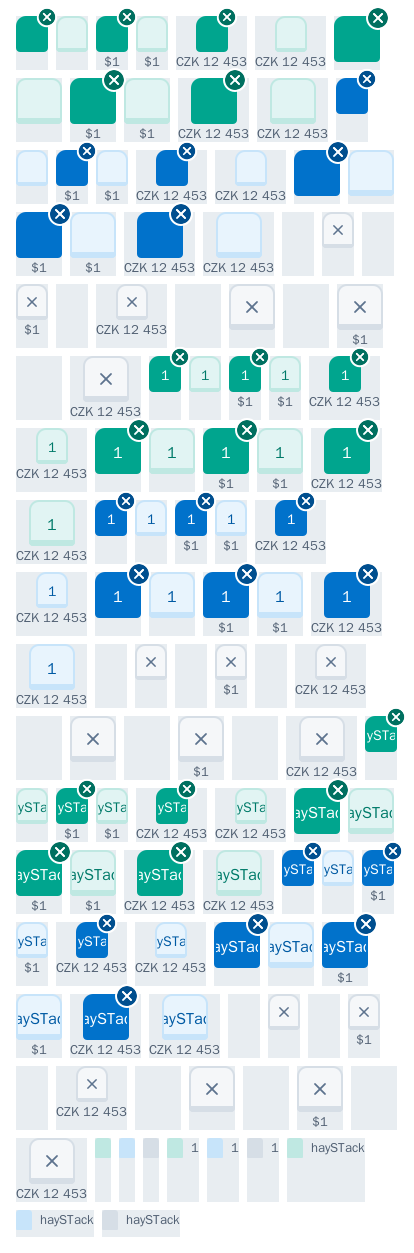 $1 $1 CZK 12 453 CZK 12 453
$1 $1 CZK 12 453 CZK 12 453
$1 $1 CZK 12 453 CZK 12 453
$1 $1 CZK 12 453 CZK 12 453
$1 CZK 12 453 $1
1 1 1 1 1
CZK 12 453 $1 $1 CZK 12 453
1 1 1 1 1 1
CZK 12 453 $1 $1 CZK 12 453
1 1 1 1 1 1
CZK 12 453 $1 $1 CZK 12 453
1 1 1 1 1 1
CZK 12 453 $1 $1 CZK 12 453
1
CZK 12 453 $1 CZK 12 453
ySTa
$1 CZK 12 453
ySTa ySTa ySTa ySTa ySTa aySTac aySTac
$1 $1 CZK 12 453 CZK 12 453
aySTac aySTac aySTac aySTac ySTa ySTa ySTa
$1 $1 CZK 12 453 CZK 12 453 $1
ySTa ySTa ySTa aySTac aySTac aySTac
$1 CZK 12 453 CZK 12 453 $1
aySTac aySTac aySTac
$1 CZK 12 453 CZK 12 453 $1
CZK 12 453 $1
1 1 1 haySTack
CZK 12 453
haySTack haySTack